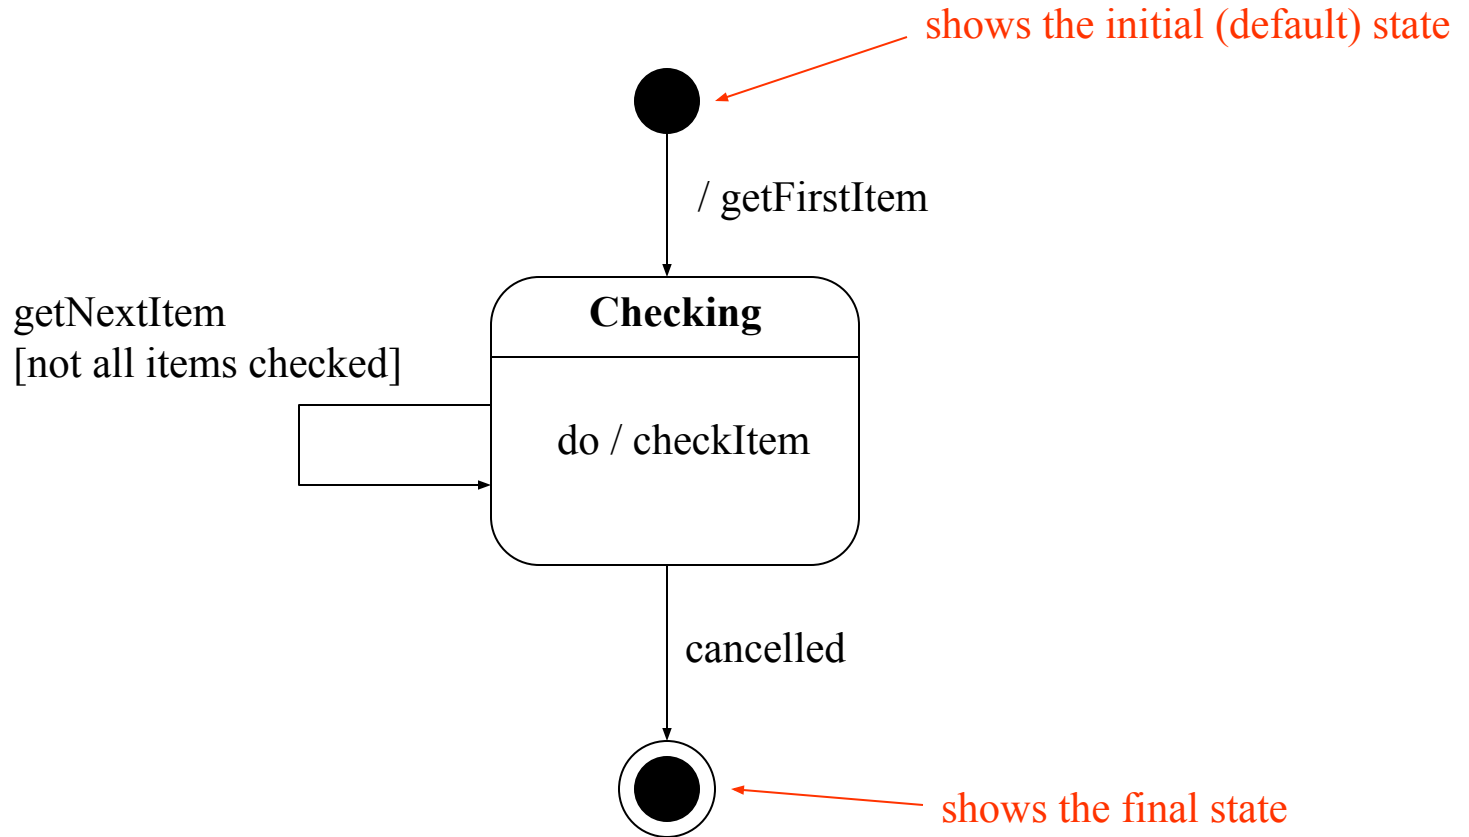 shows the initial (default) state
/ getFirstItem
getNextItem
[not all items checked]
Checking
do / checkItem
cancelled
shows the final state